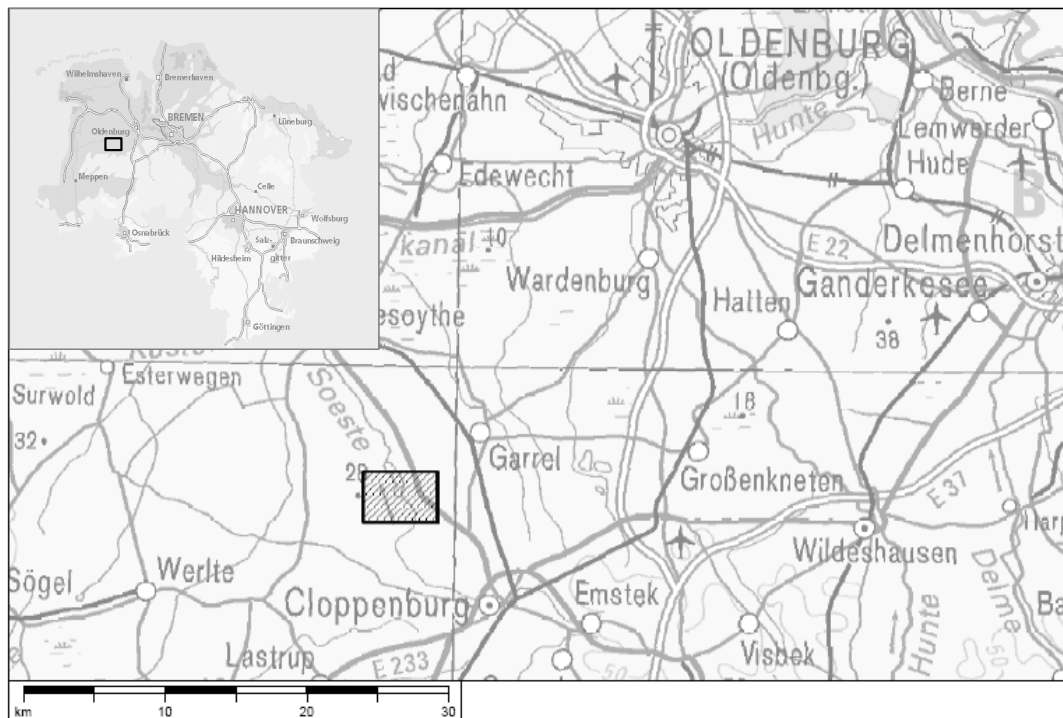 Wilhelmshaven
Bremerhaven
Oldenburg
BREMEN
Lüneburg
Meppen
Celle
HANNOVER
Wolfsburg
Osnabrück
Salz-
gitter
Braunschweig
Hildesheim
Göttingen
OLDENBURG
(Oldenbg.)
Hunte
Berne
Lemwerder
Hude
B
Edewecht
kanal
10
E 22
Delmenhorst
Wardenburg
Ganderkesee
Hatten
38
Esterwegen
Surwold
Soeste
18
32
Garrel
Großenkneten
E 37
Wildeshausen
Sögel
Werlte
Cloppenburg
Emstek
Delme
Lastrup
E 233
Visbek
Hunte
50
50
km
10
20
30